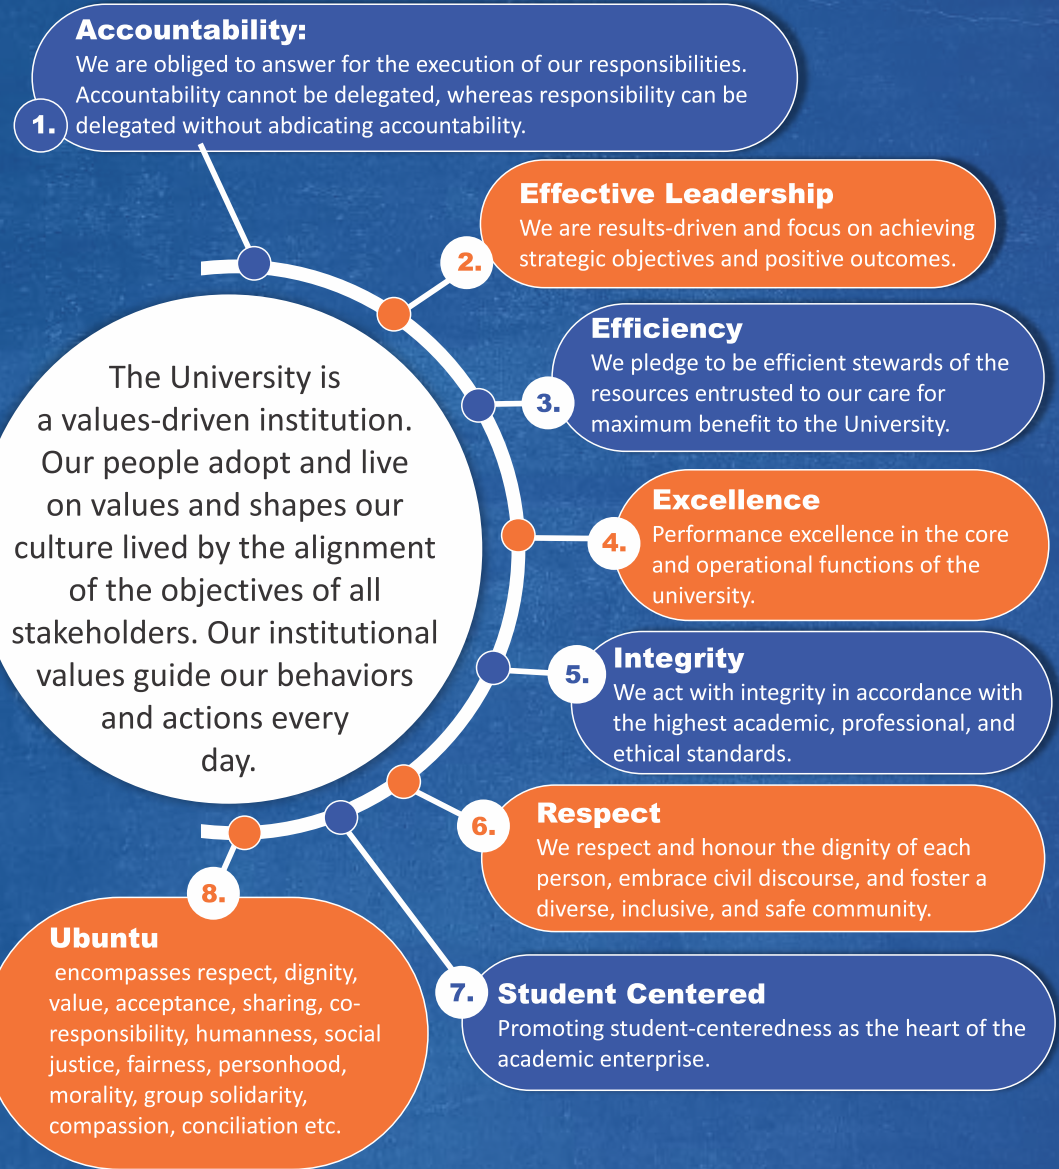 Accountability:
We are obliged to answer for the execution of our responsibilities.
Accountability cannot be delegated, whereas responsibility can be
delegated without abdicating accountability.
1.
Effective Leadership
We are results-driven and focus on achieving
strategic objectives and positive outcomes.
2.
Efficiency
We pledge to be efficient stewards of the
resources entrusted to our care for
maximum benefit to the University.
3.
The University is
a values-driven institution.
Our people adopt and live
on values and shapes our
culture lived by the alignment
of the objectives of all
stakeholders. Our institutional
values guide our behaviors
and actions every
day.
Excellence
Performance excellence in the core
and operational functions of the
university.
4.
Integrity
We act with integrity in accordance with
the highest academic, professional, and
ethical standards.
5.
Respect
We respect and honour the dignity of each
person, embrace civil discourse, and foster a
diverse, inclusive, and safe community.
6.
7.
Student Centered
Promoting student-centeredness as the heart of the
academic enterprise.
8.
Ubuntu
encompasses respect, dignity,
value, acceptance, sharing, co-
responsibility, humanness, social
justice, fairness, personhood,
morality, group solidarity,
compassion, conciliation etc.